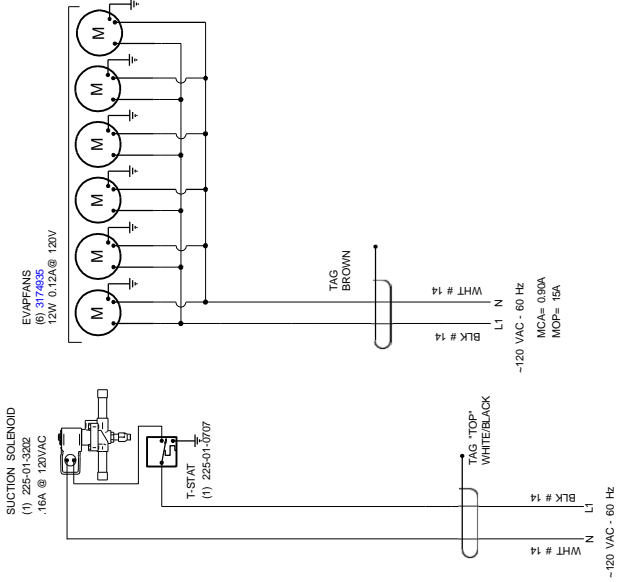 EVAPFANS
(6) 3174935
12W 0.12A@ 120V
M
M
M
M
M
M
TAG
BROWN
BLK # 14
WHT # 14
L1
N
~120 VAC - 60 Hz
MCA= 0.90A
MOP= 15A
SUCTION SOLENOID
(1) 225-01-3202
.16A @ 120VAC
T-STAT
(1) 225-01-0707
TAG "TOP"
WHITE/BLACK
WHT # 14
BLK # 14
N
L1
~120 VAC - 60 Hz